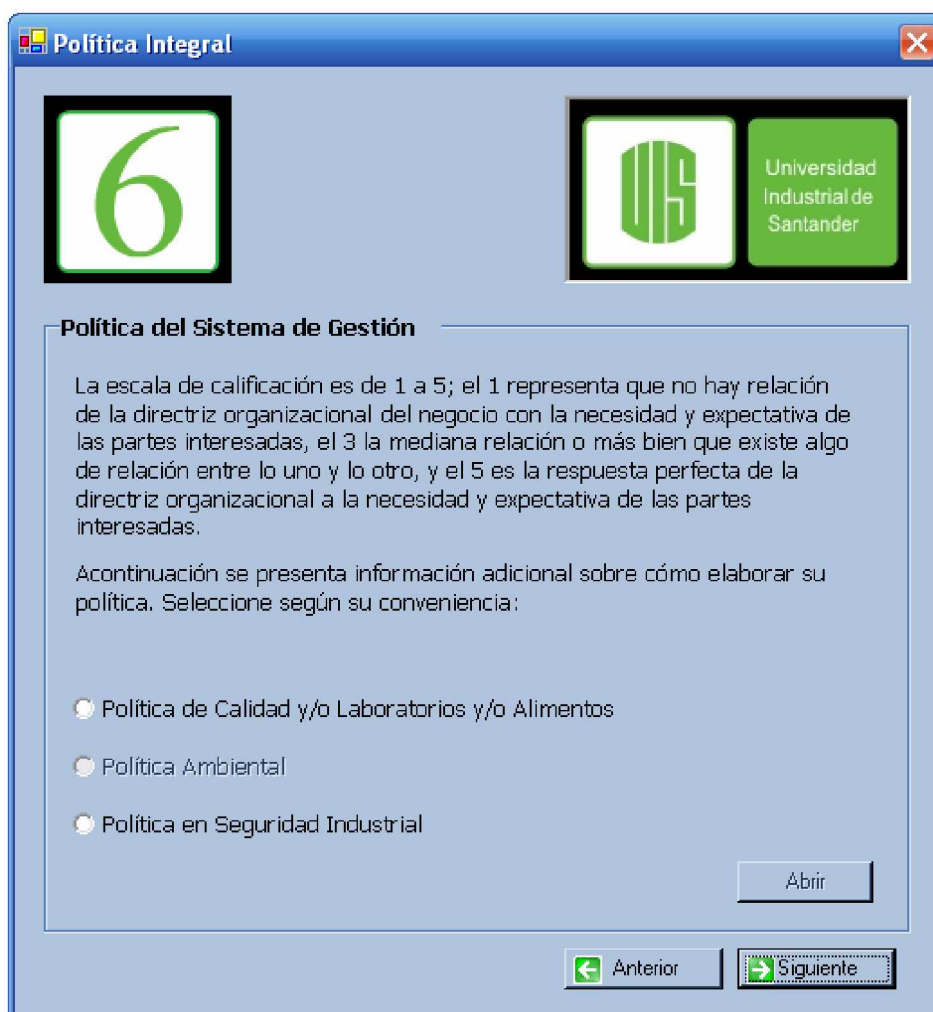 Política Integral
6
UIS
Universidad
Industrial de
Santander
Política del Sistema de Gestión
La escala de calificación es de 1 a 5; el 1 representa que no hay relación
de la directriz organizacional del negocio con la necesidad y expectativa de
las partes interesadas, el 3 la mediana relación o más bien que existe algo
de relación entre lo uno y lo otro, y el 5 es la respuesta perfecta de la
directriz organizacional a la necesidad y expectativa de las partes
interesadas.
Acontinuación se presenta información adicional sobre cómo elaborar su
política. Seleccione según su conveniencia:
Política de Calidad y/o Laboratorios y/o Alimentos
Política Ambiental
Política en Seguridad Industrial
Abrir
Anterior
Siguiente